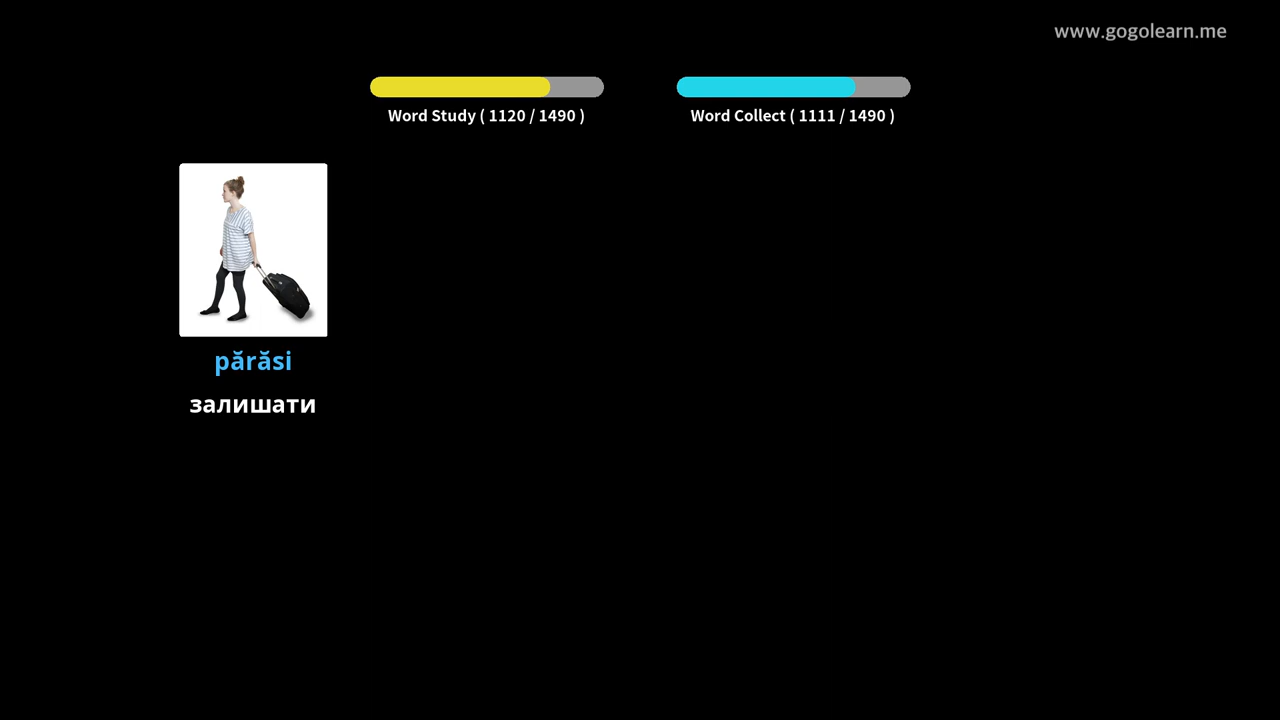 www.gogolearn.me
Word Study ( 1120 / 1490 )
Word Collect ( 1111 / 1490 )
părăsi
залишати